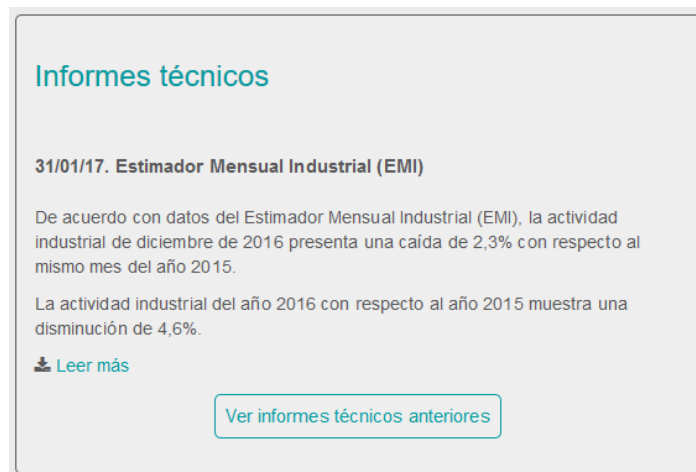 Informes técnicos
31/01/17. Estimador Mensual Industrial (EMI)
De acuerdo con datos del Estimador Mensual Industrial (EMI), la actividad
industrial de diciembre de 2016 presenta una caída de 2,3% con respecto al
mismo mes del año 2015.
La actividad industrial del año 2016 con respecto al año 2015 muestra una
disminución de 4,6%.
Leer más
Ver informes técnicos anteriores